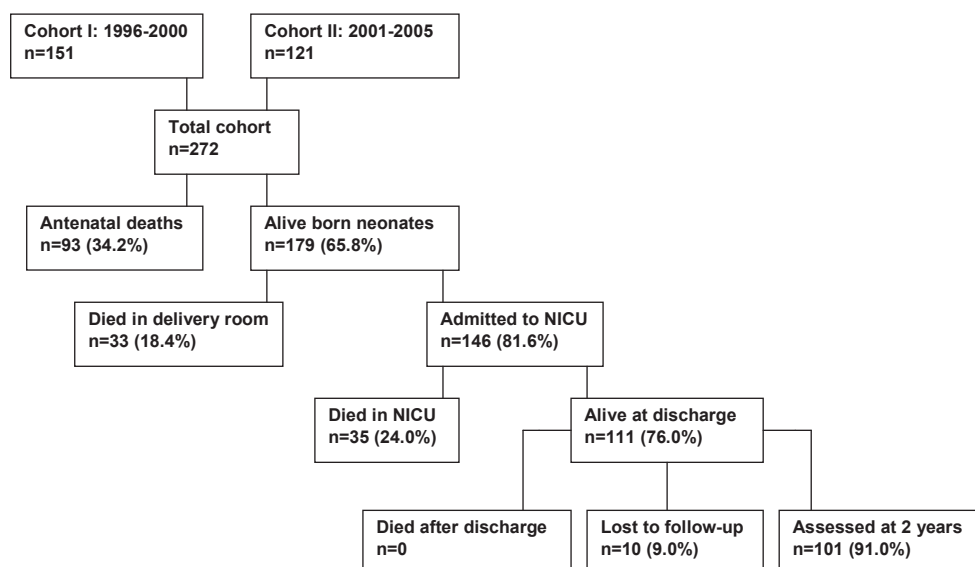 Cohort I: 1996-2000
n=151
Cohort II: 2001-2005
n=121
Total cohort
n=272
Antenatal deaths
n=93 (34.2%)
Alive born neonates
n=179 (65.8%)
Died in delivery room
n=33 (18.4%)
Admitted to NICU
n=146 (81.6%)
Died in NICU
n=35 (24.0%)
Alive at discharge
n=111 (76.0%)
Died after discharge
n=0
Lost to follow-up
n=10 (9.0%)
Assessed at 2 years
n=101 (91.0%)